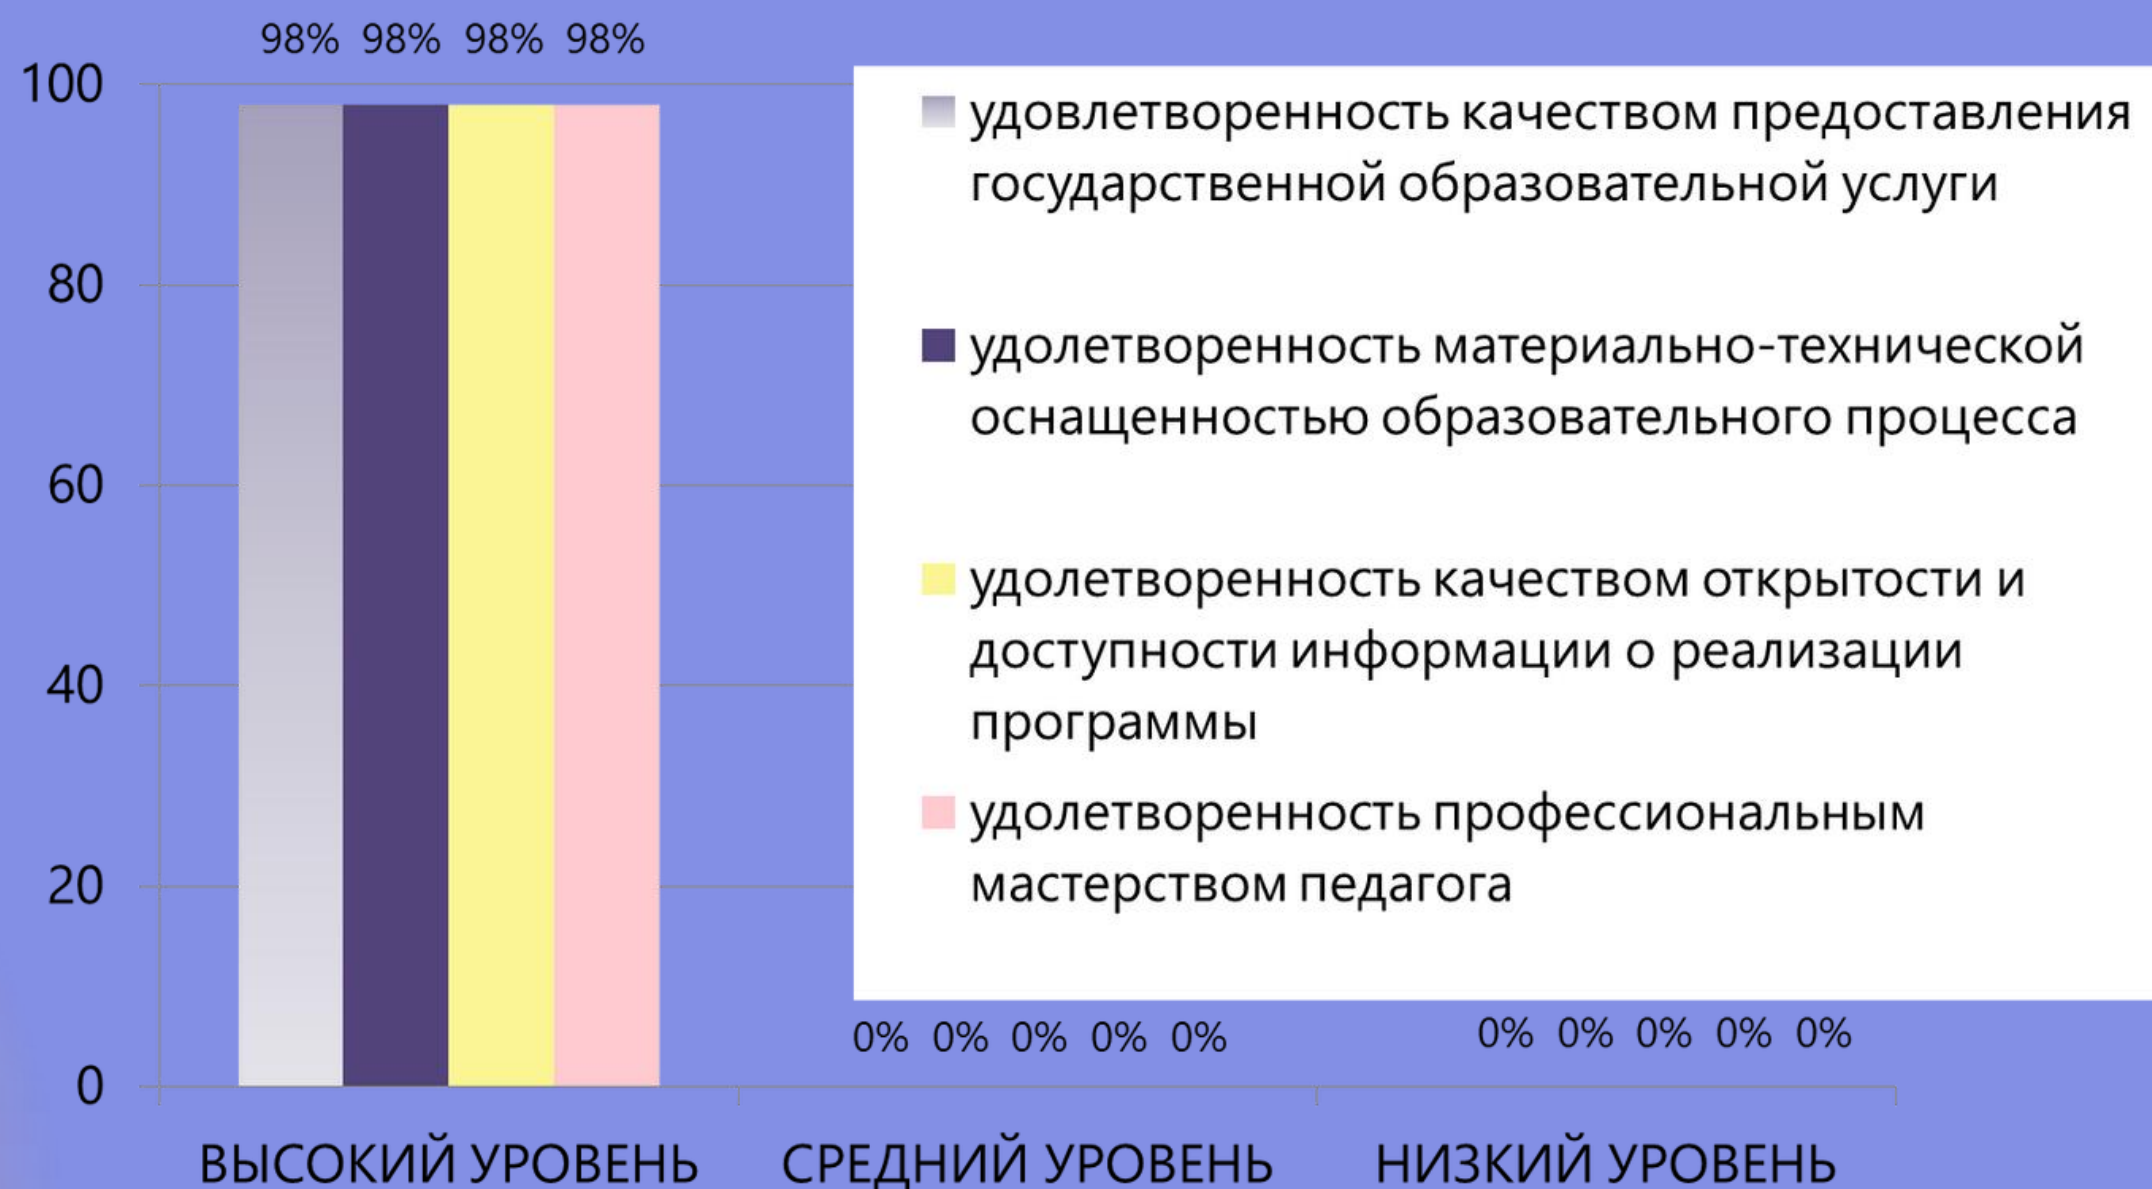 98% 98% 98% 98%
100
80
60
40
20
0
удовлетворенность качеством предоставления
государственной образовательной услуги
удолетворенность материально-технической
оснащенностью образовательного процесса
удолетворенность качеством открытости и
доступности информации о реализации
программы
удолетворенность профессиональным
мастерством педагога
0% 0% 0% 0% 0%
0% 0% 0% 0% 0%
ВЫСОКИЙ УРОВЕНЬ
СРЕДНИЙ УРОВЕНЬ
НИЗКИЙ УРОВЕНЬ